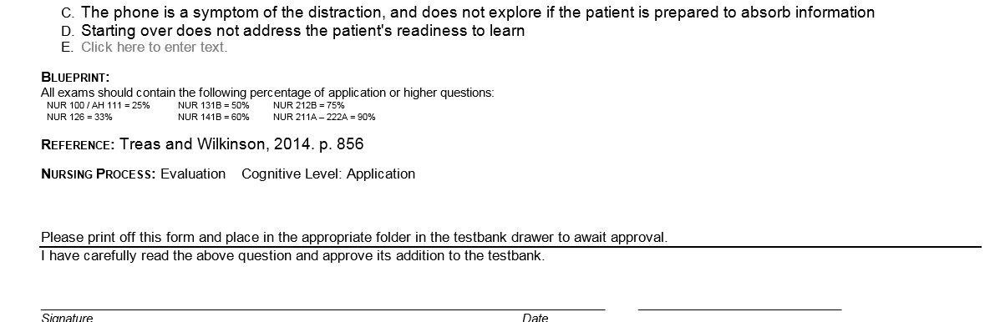 C. The phone is a symptom of the distraction, and does not explore if the patient is prepared to absorb information
D. Starting over does not address the patient's readiness to learn
E. Click here to enter text.
BLUEPRINT:
All exams should contain the following percentage of application or higher questions:
NUR 100 / AH 111 = 25% NUR 131B = 50% NUR 212B = 75%
NUR 126 = 33% NUR 141B = 60% NUR 211A – 222A = 90%
REFERENCE: Treas and Wilkinson, 2014. p. 856
NURSING PROCESS: Evaluation Cognitive Level: Application
Please print off this form and place in the appropriate folder in the testbank drawer to await approval.
I have carefully read the above question and approve its addition to the testbank.
Signature Date